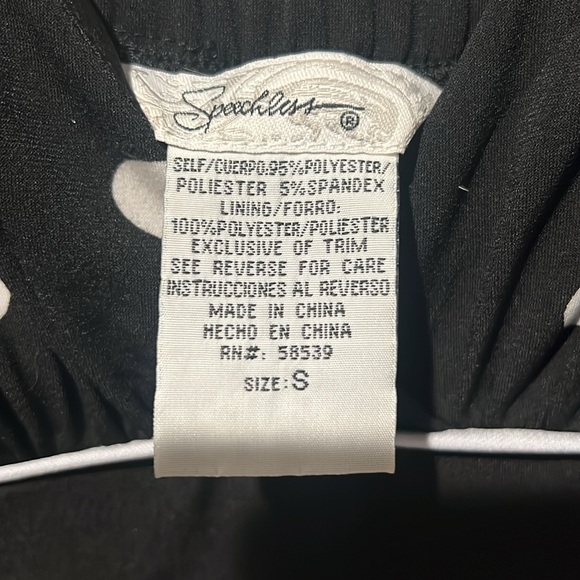 Speechless ®
SELF/CUERPO:95%POLYESTER/
POLIESTER 5%SPANDEX
LINING/FORRO:
100%POLYESTER/POLIESTER
EXCLUSIVE OF TRIM
SEE REVERSE FOR CARE
INSTRUCCIONES AL REVERSO
MADE IN CHINA
HECHO EN CHINA
RN#: 58539
SIZE: S